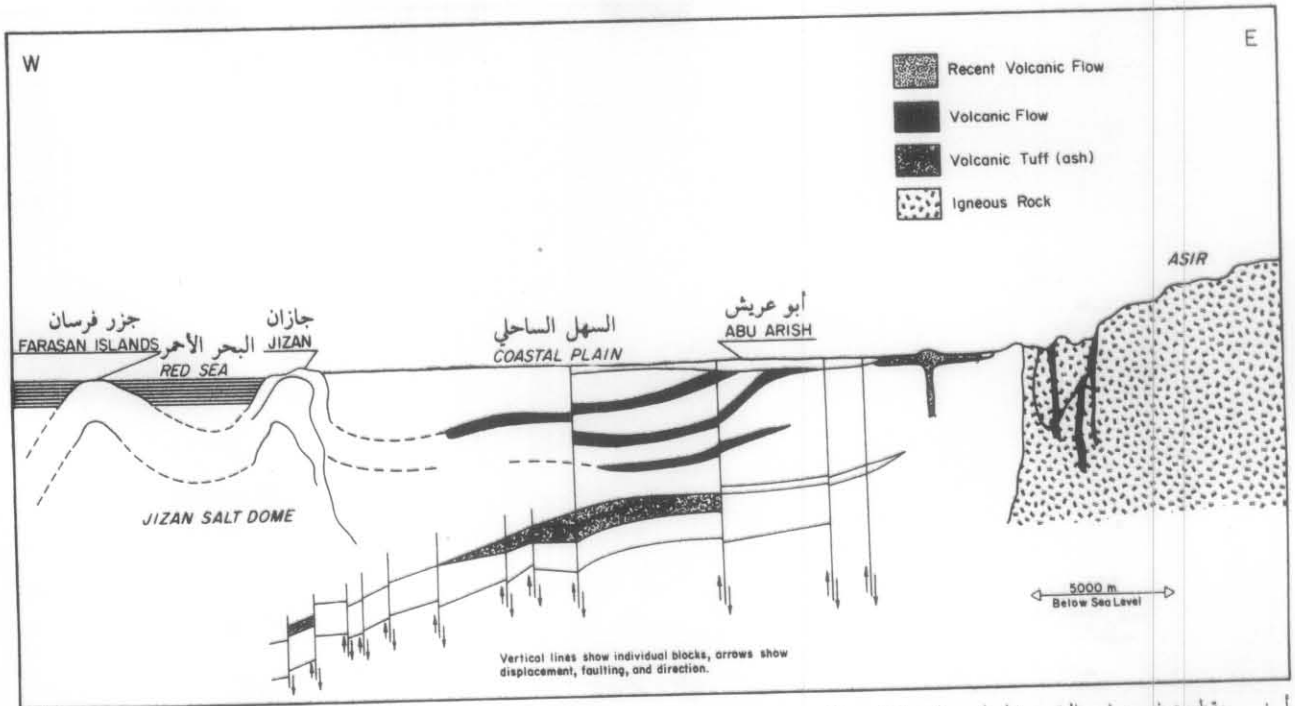 W
E
Recent Volcanic Flow
Volcanic Flow
Volcanic Tuff (ash)
Igneous Rock
ASIR
جزر فرسان
FARASAN ISLANDS
البحر الأحمر
RED SEA
جازان
JIZAN
السهل الساحلي
COASTAL PLAIN
أبو عريش
ABU ARISH
JIZAN SALT DOME
5000 m
Below Sea Level
Vertical lines show individual blocks, arrows show
displacement, faulting, and direction.